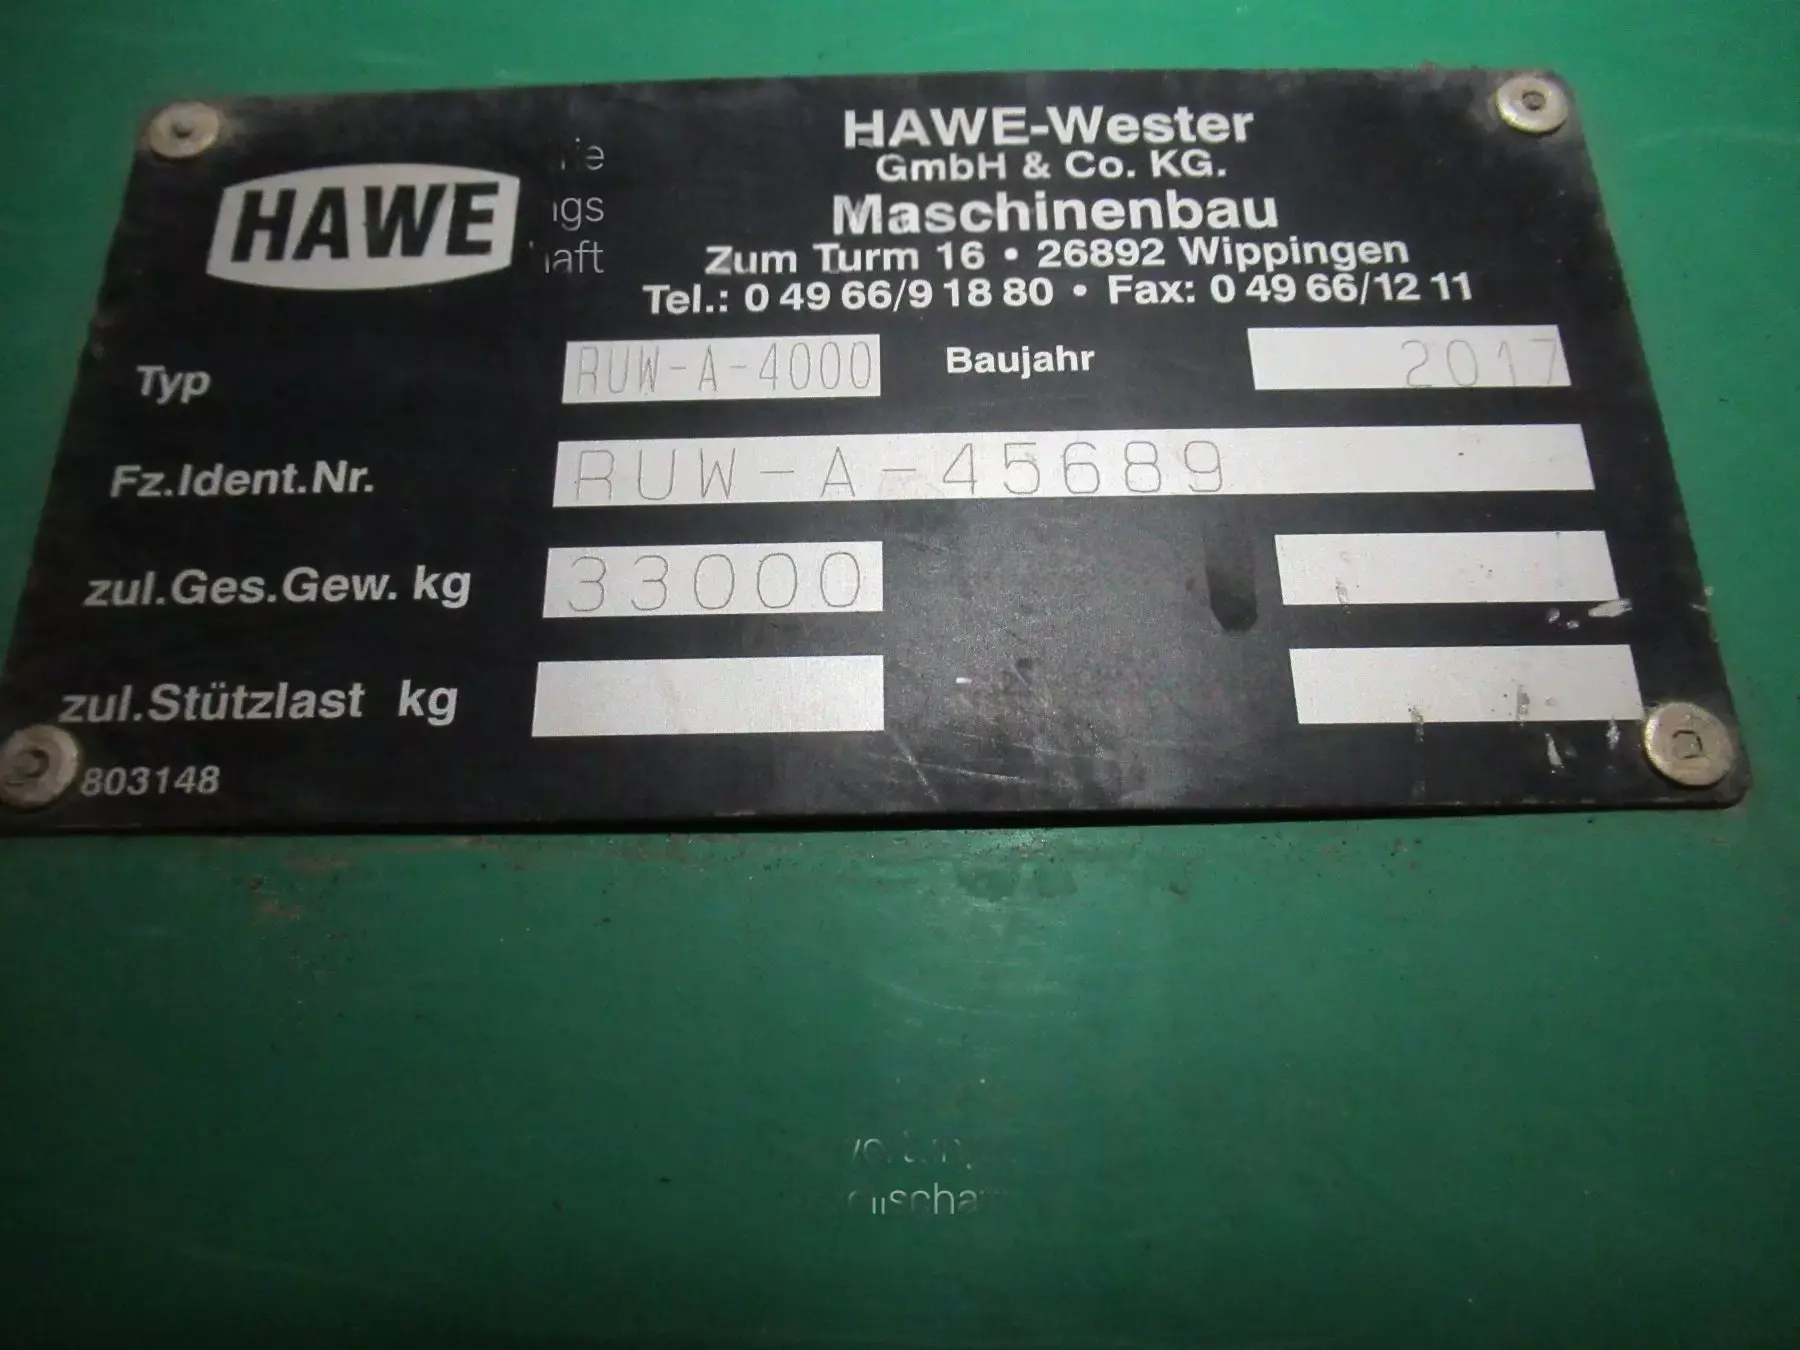 HAWE
HAWE-Wester
GmbH & Co. KG.
Maschinenbau
Zum Turm 16 • 26892 Wippingen
Tel.: 0 49 66/9 18 80 • Fax: 0 49 66/12 11
Typ RUW-A-4000 Baujahr 2017
Fz.Ident.Nr. RUW-A-45689
zul.Ges.Gew. kg 33000
zul.Stützlast kg
803148